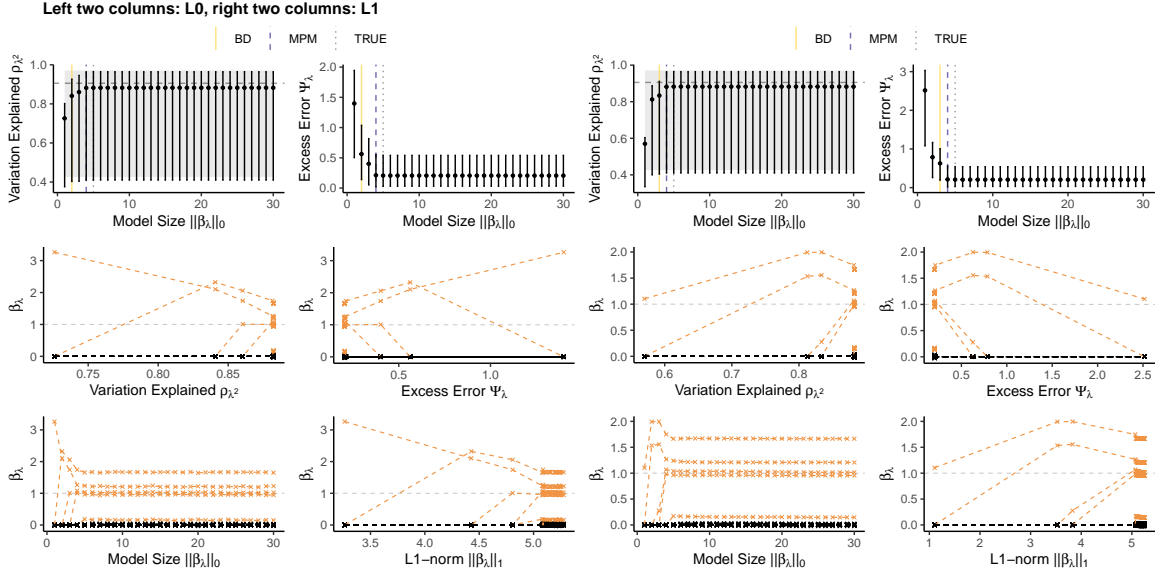 Left two columns: L0, right two columns: L1
BD MPM TRUE
BD MPM TRUE
Variation Explained ρλ²
1.0
0.8
0.6
0.4
0 10 20 30
Model Size ||βλ||0
Excess Error Ψλ
2.0
1.5
1.0
0.5
0.0
0 10 20 30
Model Size ||βλ||0
Variation Explained ρλ²
1.0
0.8
0.6
0.4
0 10 20 30
Model Size ||βλ||0
Excess Error Ψλ
3
2
1
0
0 10 20 30
Model Size ||βλ||0
βλ
3
2
1
0
0.75 0.80 0.85
Variation Explained ρλ²
βλ
3
2
1
0
0.5 1.0
Excess Error Ψλ
βλ
2.0
1.5
1.0
0.5
0.0
0.6 0.7 0.8
Variation Explained ρλ²
βλ
2.0
1.5
1.0
0.5
0.0
0.5 1.0 1.5 2.0 2.5
Excess Error Ψλ
βλ
3
2
1
0
0 10 20 30
Model Size ||βλ||0
βλ
3
2
1
0
3.5 4.0 4.5 5.0
L1−norm ||βλ||1
βλ
2.0
1.5
1.0
0.5
0.0
0 10 20 30
Model Size ||βλ||0
βλ
2.0
1.5
1.0
0.5
0.0
1 2 3 4 5
L1−norm ||βλ||1